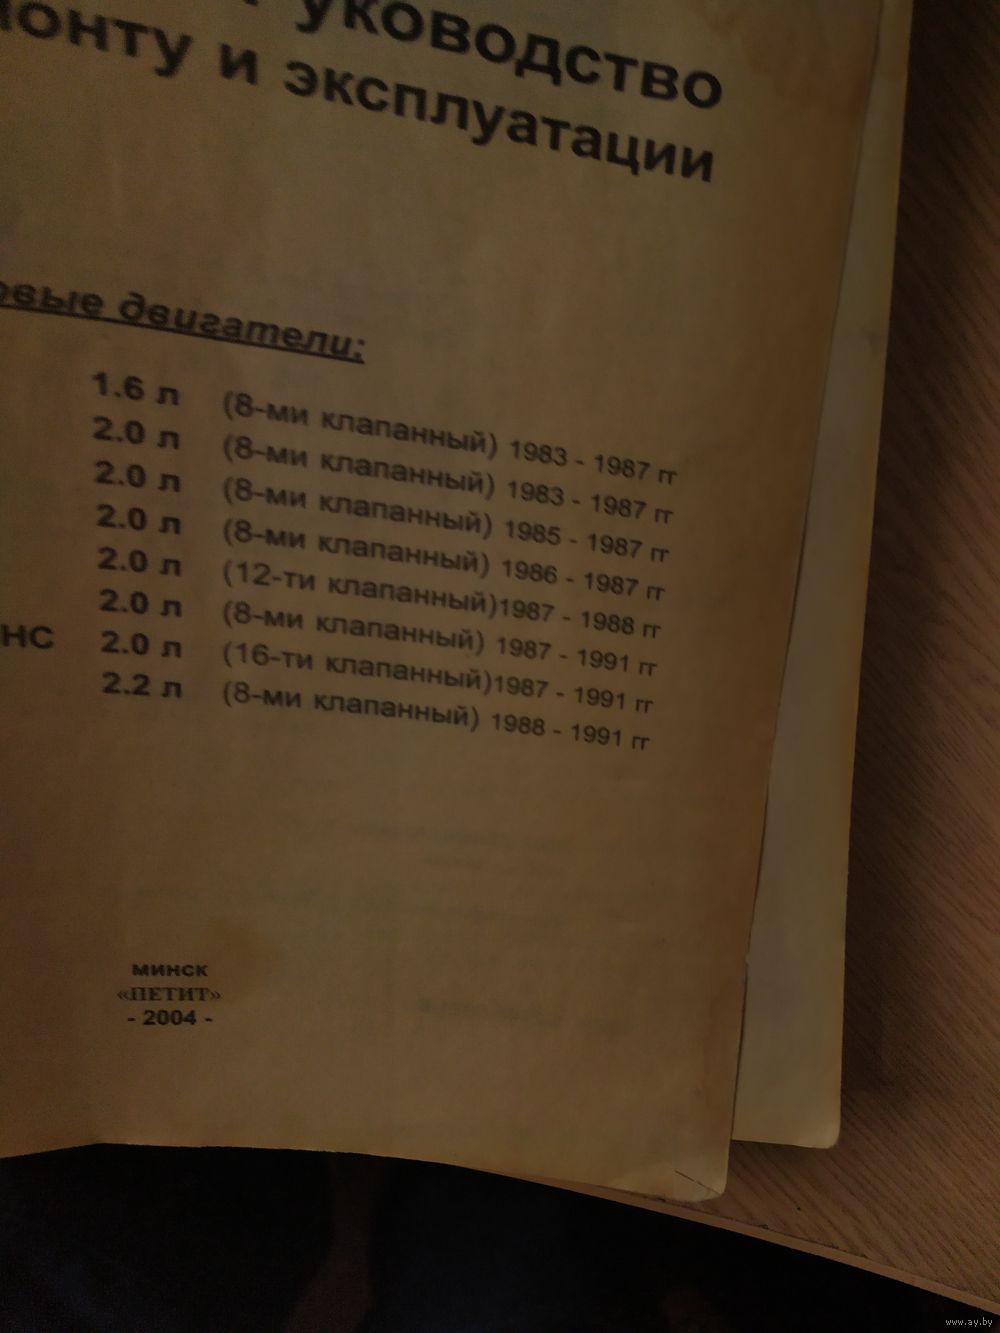 Руководство
монту и эксплуатации
овые двигатели:
1.6 л (8-ми клапанный) 1983 - 1987 гг
2.0 л (8-ми клапанный) 1983 - 1987 гг
2.0 л (8-ми клапанный) 1985 - 1987 гг
2.0 л (8-ми клапанный) 1986 - 1987 гг
2.0 л (12-ти клапанный)1987 - 1988 гг
2.0 л (8-ми клапанный) 1987 - 1991 гг
НС 2.0 л (16-ти клапанный)1987 - 1991 гг
2.2 л (8-ми клапанный) 1988 - 1991 гг
МИНСК
«ПЕТИТ»
- 2004 -
www.ay.by